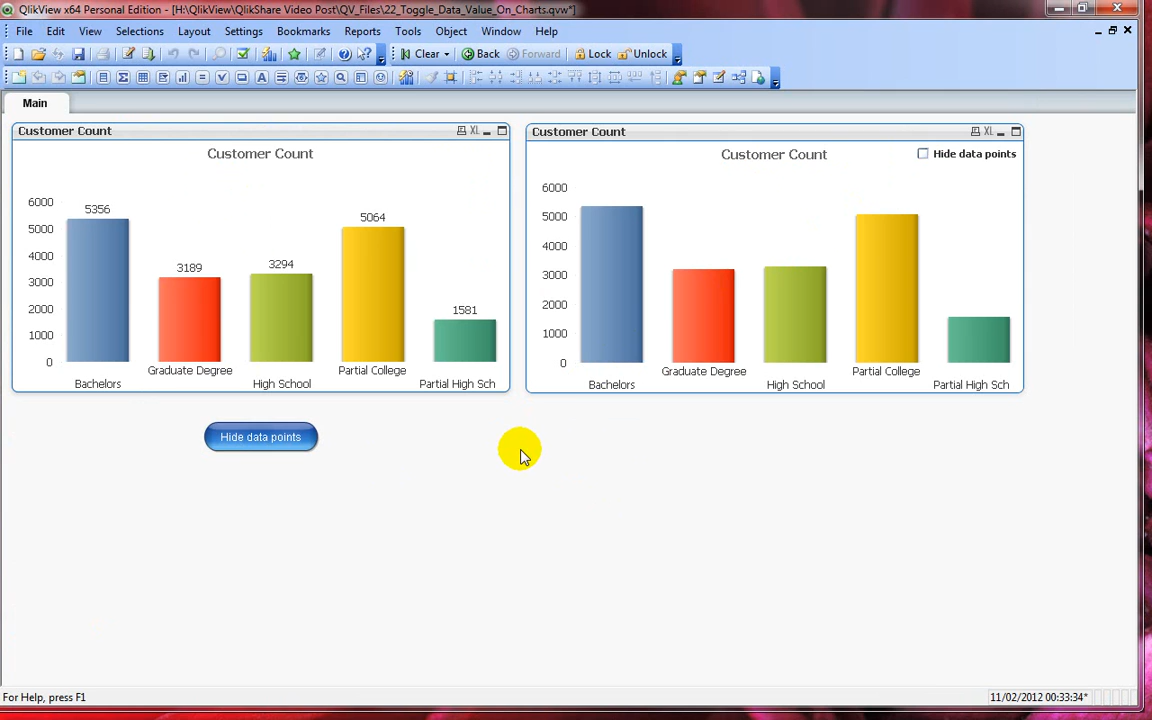 QlikView x64 Personal Edition - [H:\QlikView\QlikShare Video Post\QV_Files\22_Toggle_Data_Value_On_Charts.qvw*]
File Edit View Selections Layout Settings Bookmarks Reports Tools Object Window Help
Clear Back Forward Lock Unlock
Main
Customer Count XL
Customer Count
6000
5000
4000
3000
2000
1000
0
5356
3189
3294
5064
1581
Bachelors
Graduate Degree
High School
Partial College
Partial High Sch
Hide data points
Customer Count XL
Customer Count
Hide data points
6000
5000
4000
3000
2000
1000
0
Bachelors
Graduate Degree
High School
Partial College
Partial High Sch
For Help, press F1
11/02/2012 00:33:34*